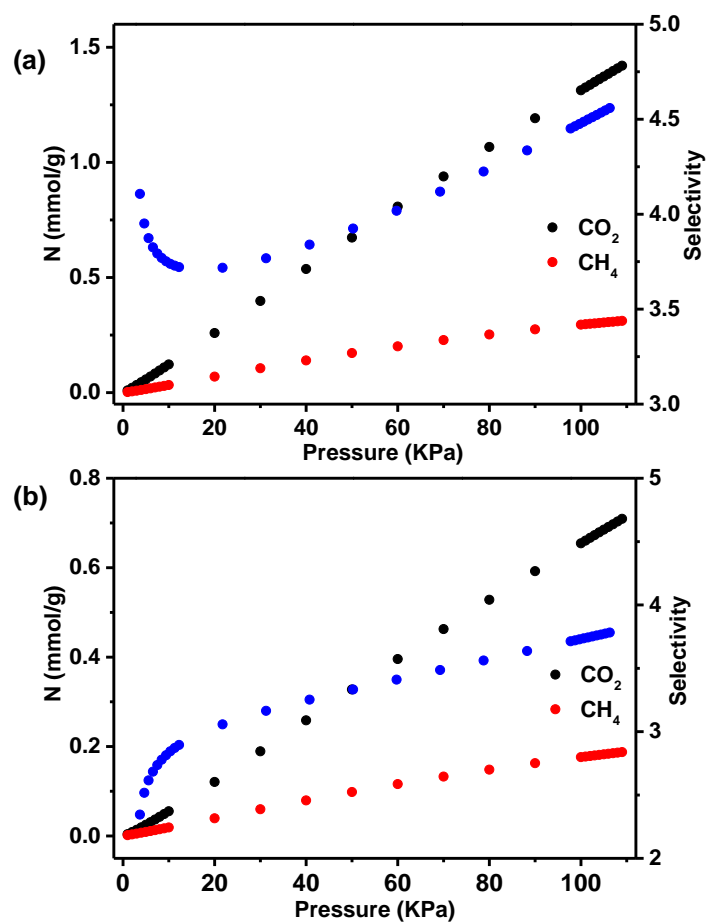 (a)
N (mmol/g)
1.5
1.0
0.5
0.0
5.0
4.5
4.0
3.5
3.0
Selectivity
CO2
CH4
0 20 40 60 80 100
Pressure (KPa)
(b)
N (mmol/g)
0.8
0.6
0.4
0.2
0.0
5
4
3
2
Selectivity
CO2
CH4
0 20 40 60 80 100
Pressure (KPa)